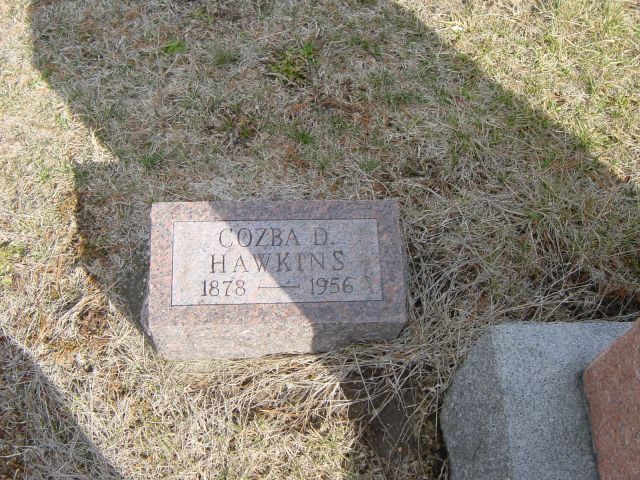 COZBA D.
HAWKINS
1878 — 1956